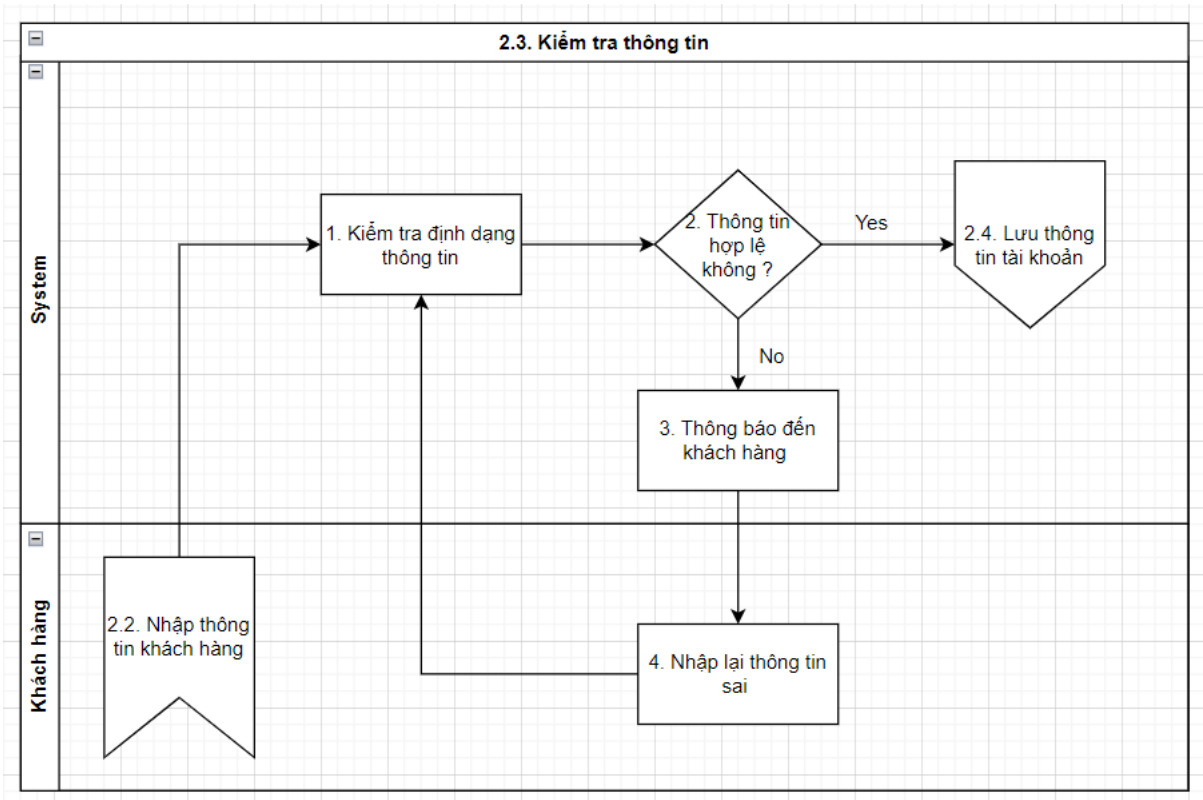 2.3. Kiểm tra thông tin
System
1. Kiểm tra định dạng
thông tin
2. Thông tin
hợp lệ
không ?
Yes
2.4. Lưu thông
tin tài khoản
No
3. Thông báo đến
khách hàng
Khách hàng
2.2. Nhập thông
tin khách hàng
4. Nhập lại thông tin
sai